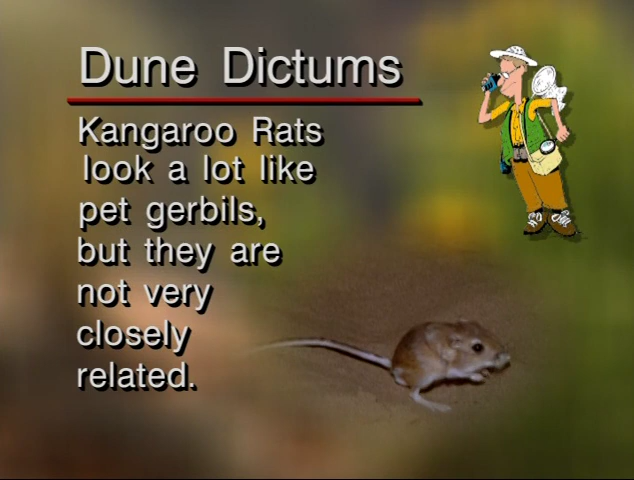 Dune Dictums
Kangaroo Rats
look a lot like
pet gerbils,
but they are
not very
closely
related.